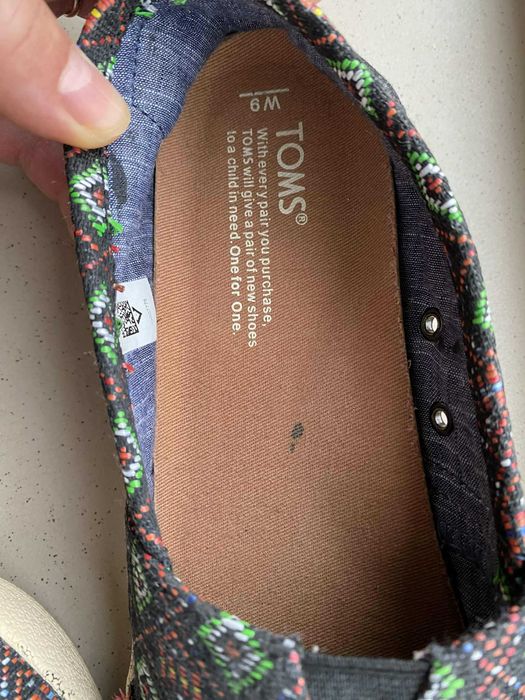 W9
TOMS®
With every pair you purchase,
TOMS will give a pair of new shoes
to a child in need. One for One.